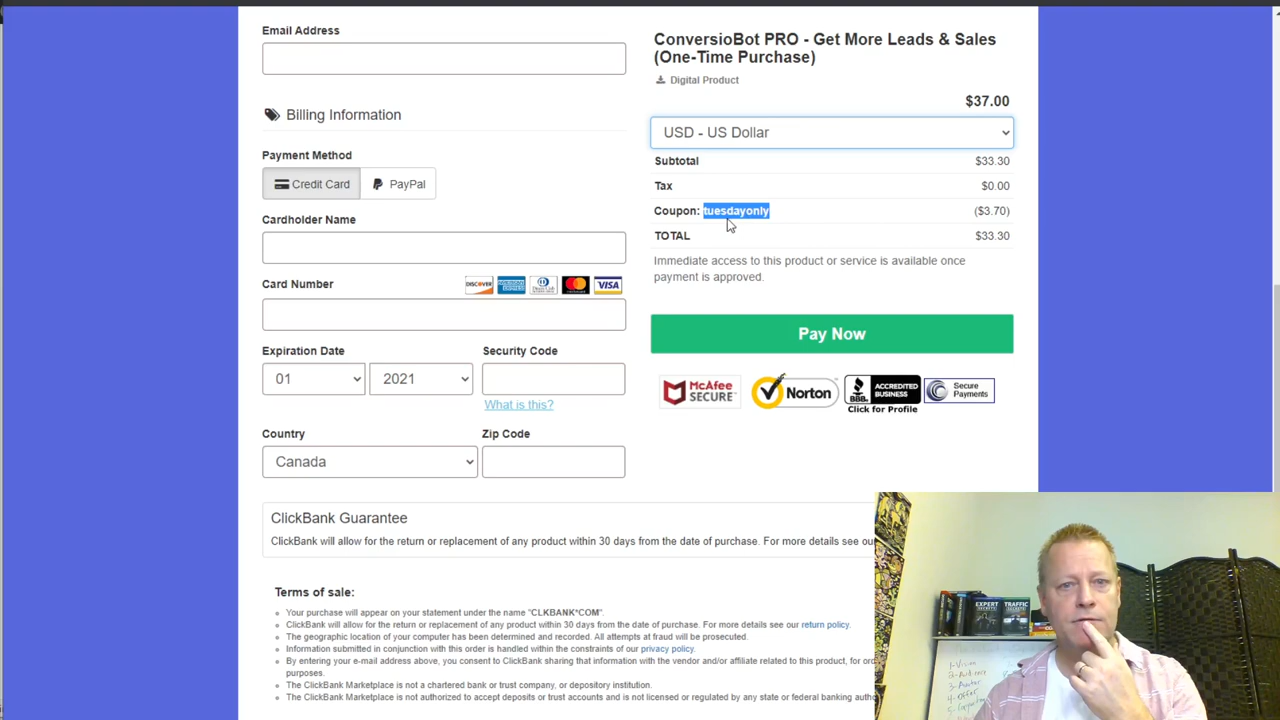 Email Address
Billing Information
Payment Method
Credit Card
PayPal
Cardholder Name
Card Number
DISCOVER
VISA
Expiration Date
Security Code
01
2021
What is this?
Country
Zip Code
Canada
ConversioBot PRO - Get More Leads & Sales
(One-Time Purchase)
Digital Product
$37.00
USD - US Dollar
Subtotal $33.30
Tax $0.00
Coupon: tuesdayonly ($3.70)
TOTAL $33.30
Immediate access to this product or service is available once
payment is approved.
Pay Now
McAfee
SECURE
Norton
BBB
ACCREDITED
BUSINESS
Click for Profile
Secure
Payments
ClickBank Guarantee
ClickBank will allow for the return or replacement of any product within 30 days from the date of purchase. For more details see ou
Terms of sale:
Your purchase will appear on your statement under the name "CLKBANK*COM".
ClickBank will allow for the return or replacement of any product within 30 days from the date of purchase. For more details see our return policy.
The geographic location of your computer has been determined and recorded. All attempts at fraud will be prosecuted.
Information submitted in conjunction with this order is handled within the constraints of our privacy policy.
By entering your e-mail address above, you consent to ClickBank sharing that information with the vendor and/or affiliate related to this product, for or
purposes.
The ClickBank Marketplace is not a chartered bank or trust company, or depository institution.
The ClickBank Marketplace is not authorized to accept deposits or trust accounts and is not licensed or regulated by any state or federal banking auth
EXPERT
SECRETS
TRAFFIC
SECRETS